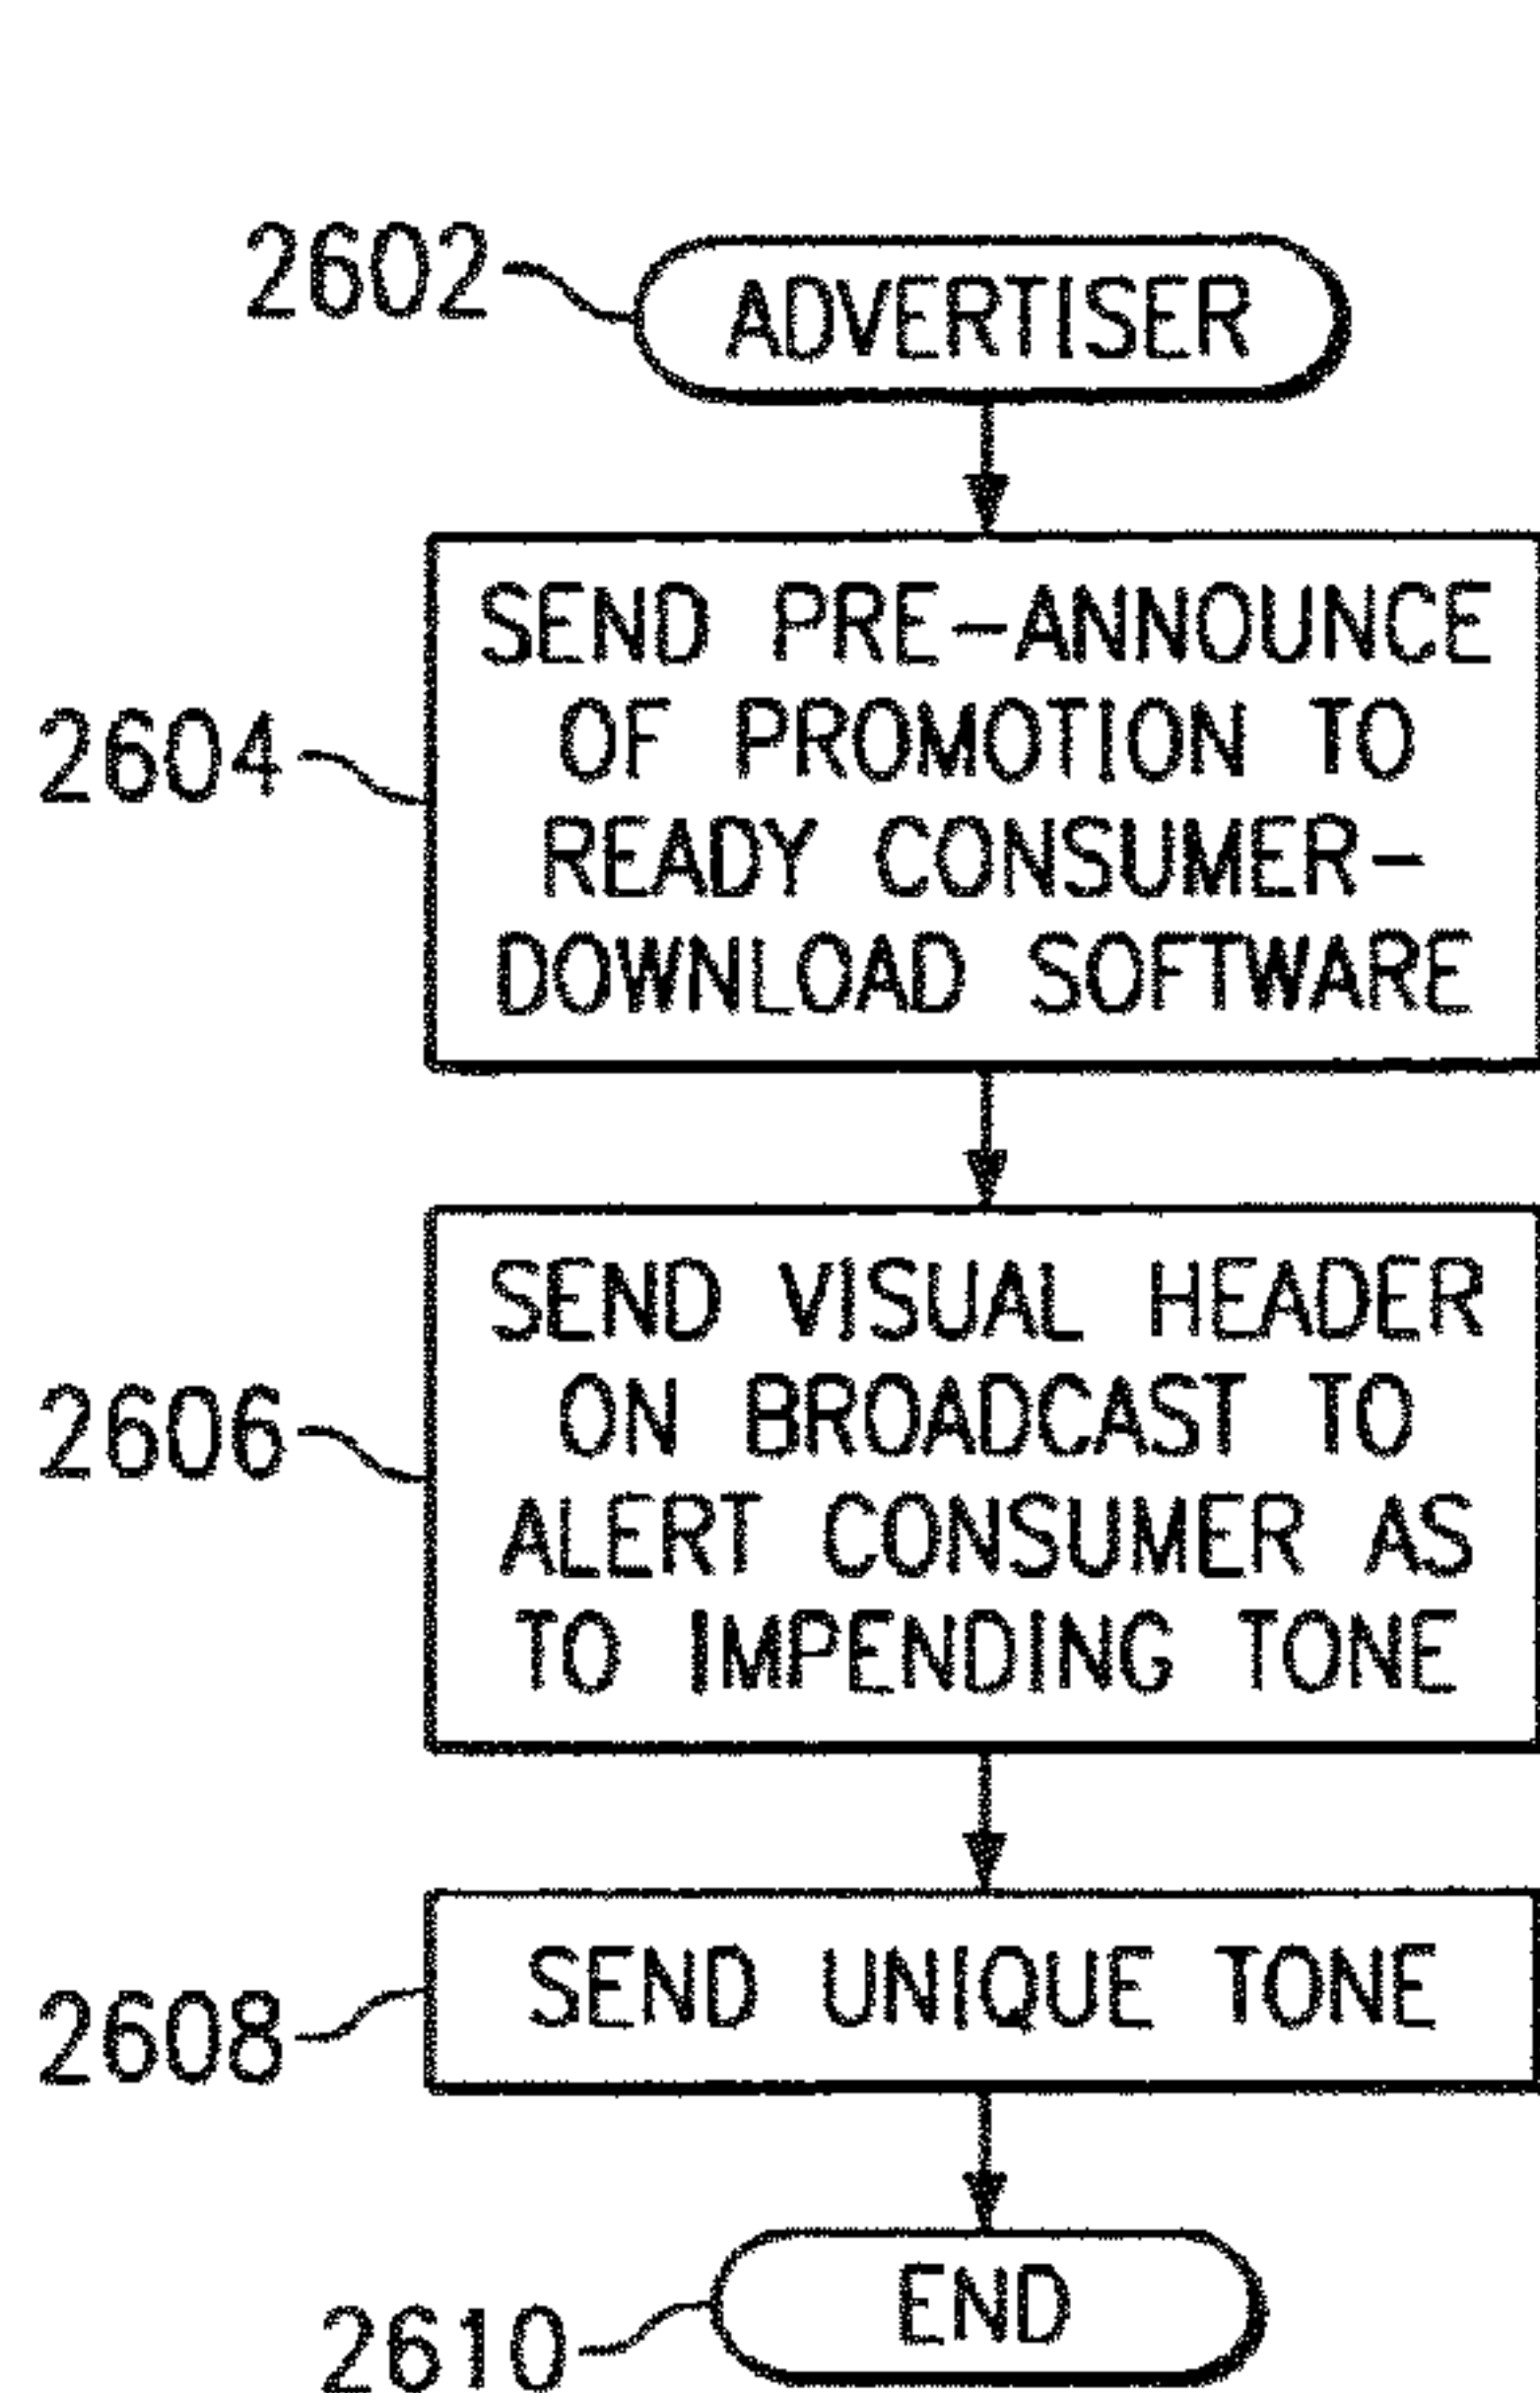 2602
ADVERTISER
SEND PRE-ANNOUNCE
OF PROMOTION TO
READY CONSUMER-
DOWNLOAD SOFTWARE
2604
SEND VISUAL HEADER
ON BROADCAST TO
ALERT CONSUMER AS
TO IMPENDING TONE
2606
SEND UNIQUE TONE
2608
END
2610